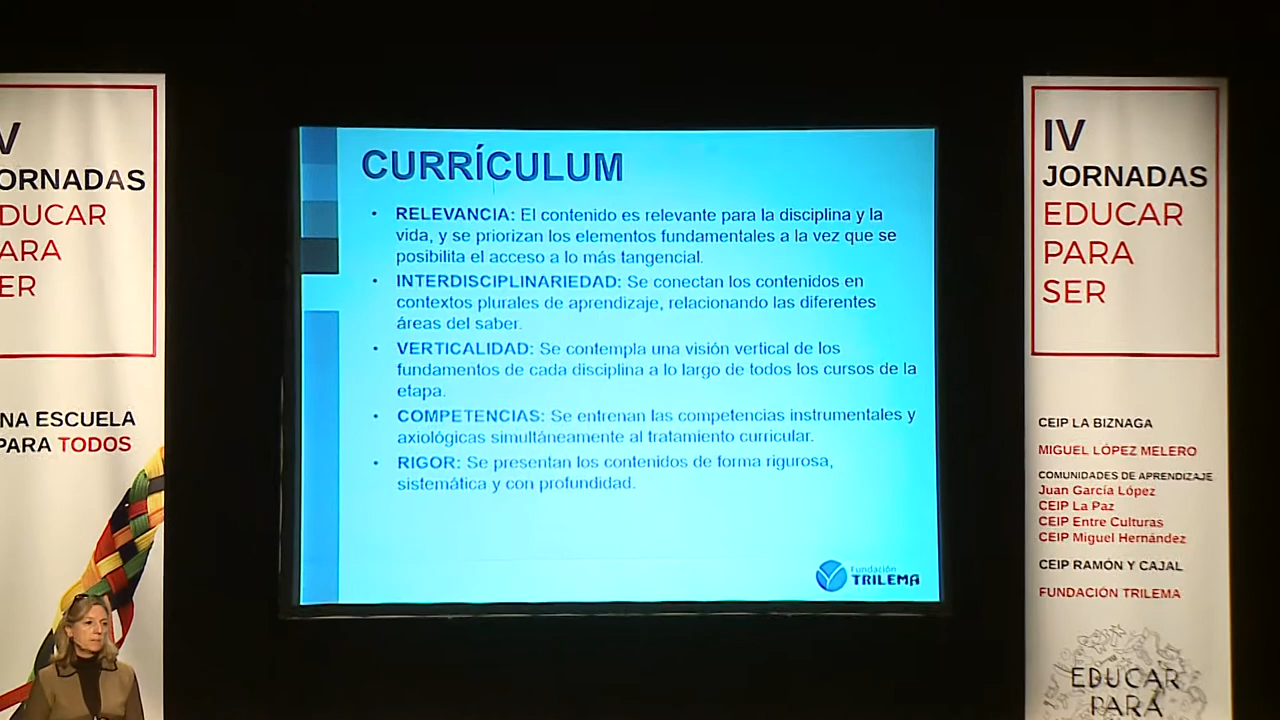 V
ORNADAS
DUCAR
ARA
ER
NA ESCUELA
PARA TODOS
CURRÍCULUM
• RELEVANCIA: El contenido es relevante para la disciplina y la
vida, y se priorizan los elementos fundamentales a la vez que se
posibilita el acceso a lo más tangencial.
• INTERDISCIPLINARIEDAD: Se conectan los contenidos en
contextos plurales de aprendizaje, relacionando las diferentes
áreas del saber.
• VERTICALIDAD: Se contempla una visión vertical de los
fundamentos de cada disciplina a lo largo de todos los cursos de la
etapa.
• COMPETENCIAS: Se entrenan las competencias instrumentales y
axiológicas simultáneamente al tratamiento curricular.
• RIGOR: Se presentan los contenidos de forma rigurosa,
sistemática y con profundidad.
Fundación
TRILEMA
IV
JORNADAS
EDUCAR
PARA
SER
CEIP LA BIZNAGA
MIGUEL LÓPEZ MELERO
COMUNIDADES DE APRENDIZAJE
Juan García López
CEIP La Paz
CEIP Entre Culturas
CEIP Miguel Hernández
CEIP RAMÓN Y CAJAL
FUNDACIÓN TRILEMA
EDUCAR
PARA